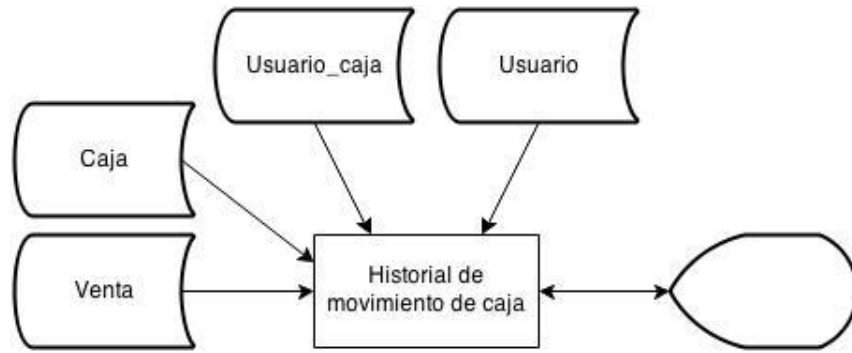 Usuario_caja
Usuario
Caja
Venta
Historial de
movimiento de caja